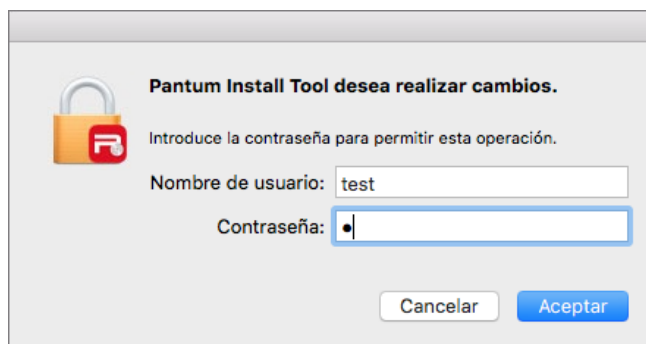 Pantum Install Tool desea realizar cambios.
Introduce la contraseña para permitir esta operación.
Nombre de usuario: test
Contraseña: •
Cancelar Aceptar